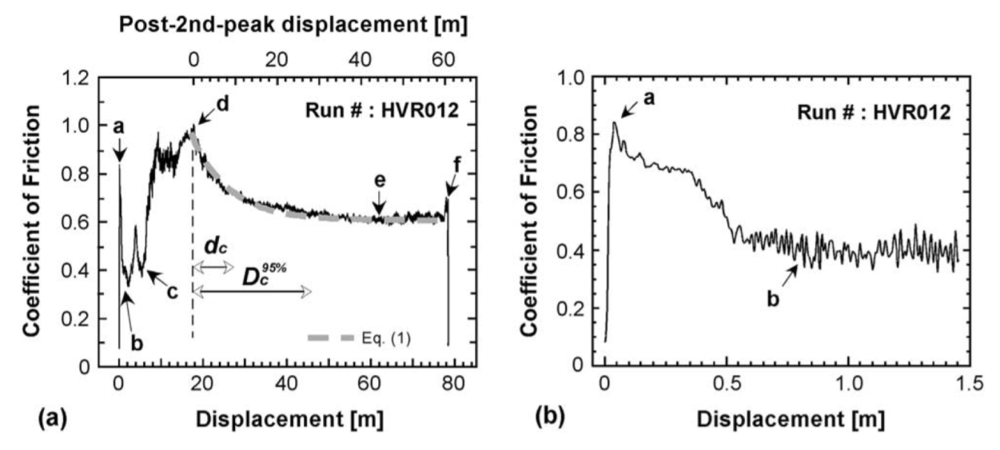 Post-2nd-peak displacement [m]
0 20 40 60
1.2
1.0
0.8
0.6
0.4
0.2
0
Coefficient of Friction
Run # : HVR012
a
b
c
d
e
f
dc
Dc95%
Eq. (1)
0 20 40 60 80
(a)
Displacement [m]
1.0
0.8
0.6
0.4
0.2
0
Coefficient of Friction
Run # : HVR012
a
b
0 0.5 1.0 1.5
(b)
Displacement [m]